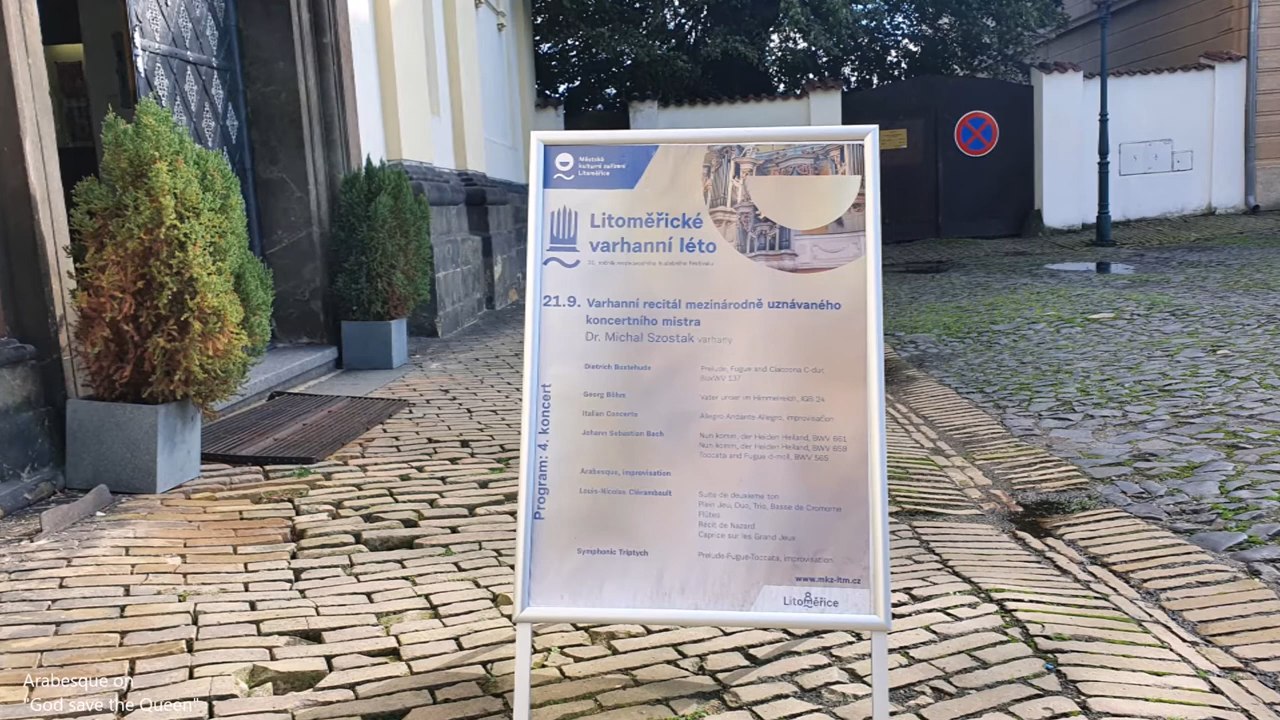 Městská
kulturní zařízení
Litoměřice
Litoměřické
varhanní léto
21.9. Varhanní recitál mezinárodně uznávaného
koncertního mistra
Dr. Michal Szostak varhany
Program: 4. koncert
Dietrich Buxtehude Prelude, Fugue and Ciaccona C-dur,
BuxWV 137
Georg Böhm Vater unser im Himmelreich, IGB 24
Italian Concerto Allegro-Andante-Allegro, improvisation
Johann Sebastian Bach Nun komm, der Heiden Heiland, BWV 661
Nun komm, der Heiden Heiland, BWV 659
Toccata and Fugue d-moll, BWV 565
Arabesque, improvisation
Louis-Nicolas Clérambault Suite de deuxième ton
Plein Jeu, Duo, Trio, Basse de Cromorne
Flûtes
Récit de Nazard
Caprice sur les Grand Jeux
Symphonic Triptych Prelude-Fugue-Toccata, improvisation
www.mkz-ltm.cz
Litoměřice
Arabesque on
"God save the Queen"